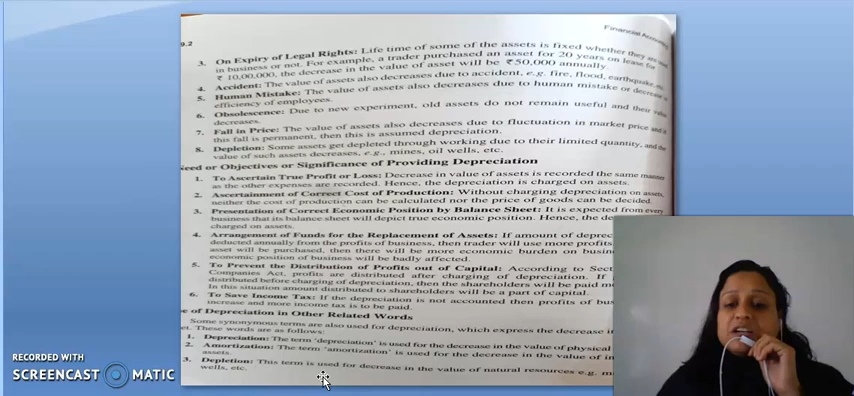 Financial Accounting
9.2
3. On Expiry of Legal Rights: Life time of some of the assets is fixed whether they are used
in business or not. For example, a trader purchased an asset for 20 years on lease for
₹ 10,00,000, the decrease in the value of asset will be ₹ 50,000 annually.
4. Accident: The value of assets also decreases due to accident, e.g. fire, flood, earthquake, etc.
5. Human Mistake: The value of assets also decreases due to human mistake or decrease in
efficiency of employees.
6. Obsolescence: Due to new experiment, old assets do not remain useful and their value
decreases.
7. Fall in Price: The value of assets also decreases due to fluctuation in market price and if
this fall is permanent, then this is assumed depreciation.
8. Depletion: Some assets get depleted through working due to their limited quantity, and the
value of such assets decreases, e.g., mines, oil wells, etc.
eed or Objectives or Significance of Providing Depreciation
1. To Ascertain True Profit or Loss: Decrease in value of assets is recorded the same manner
as the other expenses are recorded. Hence, the depreciation is charged on assets.
2. Ascertainment of Correct Cost of Production: Without charging depreciation on assets,
neither the cost of production can be calculated nor the price of goods can be decided.
3. Presentation of Correct Economic Position by Balance Sheet: It is expected from every
business that its balance sheet will depict true economic position. Hence, the de
charged on assets.
4. Arrangement of Funds for the Replacement of Assets: If amount of deprec
deducted annually from the profits of business, then trader will use more profits
asset will be purchased, then there will be more economic burden on busin
economic position of business will be badly affected.
5. To Prevent the Distribution of Profits out of Capital: According to Sect
Companies Act, profits are distributed after charging of depreciation. If
distributed before charging of depreciation, then the shareholders will be paid m
In this situation amount distributed to shareholders will be a part of capital.
6. To Save Income Tax: If the depreciation is not accounted then profits of bus
increase and more income tax is to be paid.
e of Depreciation in Other Related Words
Some synonymous terms are also used for depreciation, which express the decrease i
et. These words are as follows:
1. Depreciation: The term 'depreciation' is used for the decrease in the value of physical
2. Amortization: The term 'amortization' is used for the decrease in the value of in
assets.
3. Depletion: This term is used for decrease in the value of natural resources e.g. m
wells, etc.
RECORDED WITH
SCREENCAST MATIC